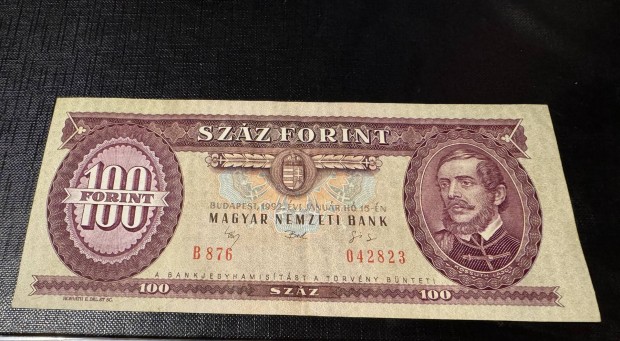 SZÁZ FORINT
100
FORINT
BUDAPEST, 1992. ÉVI JANUÁR HÓ 15-ÉN
MAGYAR NEMZETI BANK
B 876 042823
A BANKJEGYHAMISÍTÁST A TÖRVÉNY BÜNTETI
100 SZÁZ 100